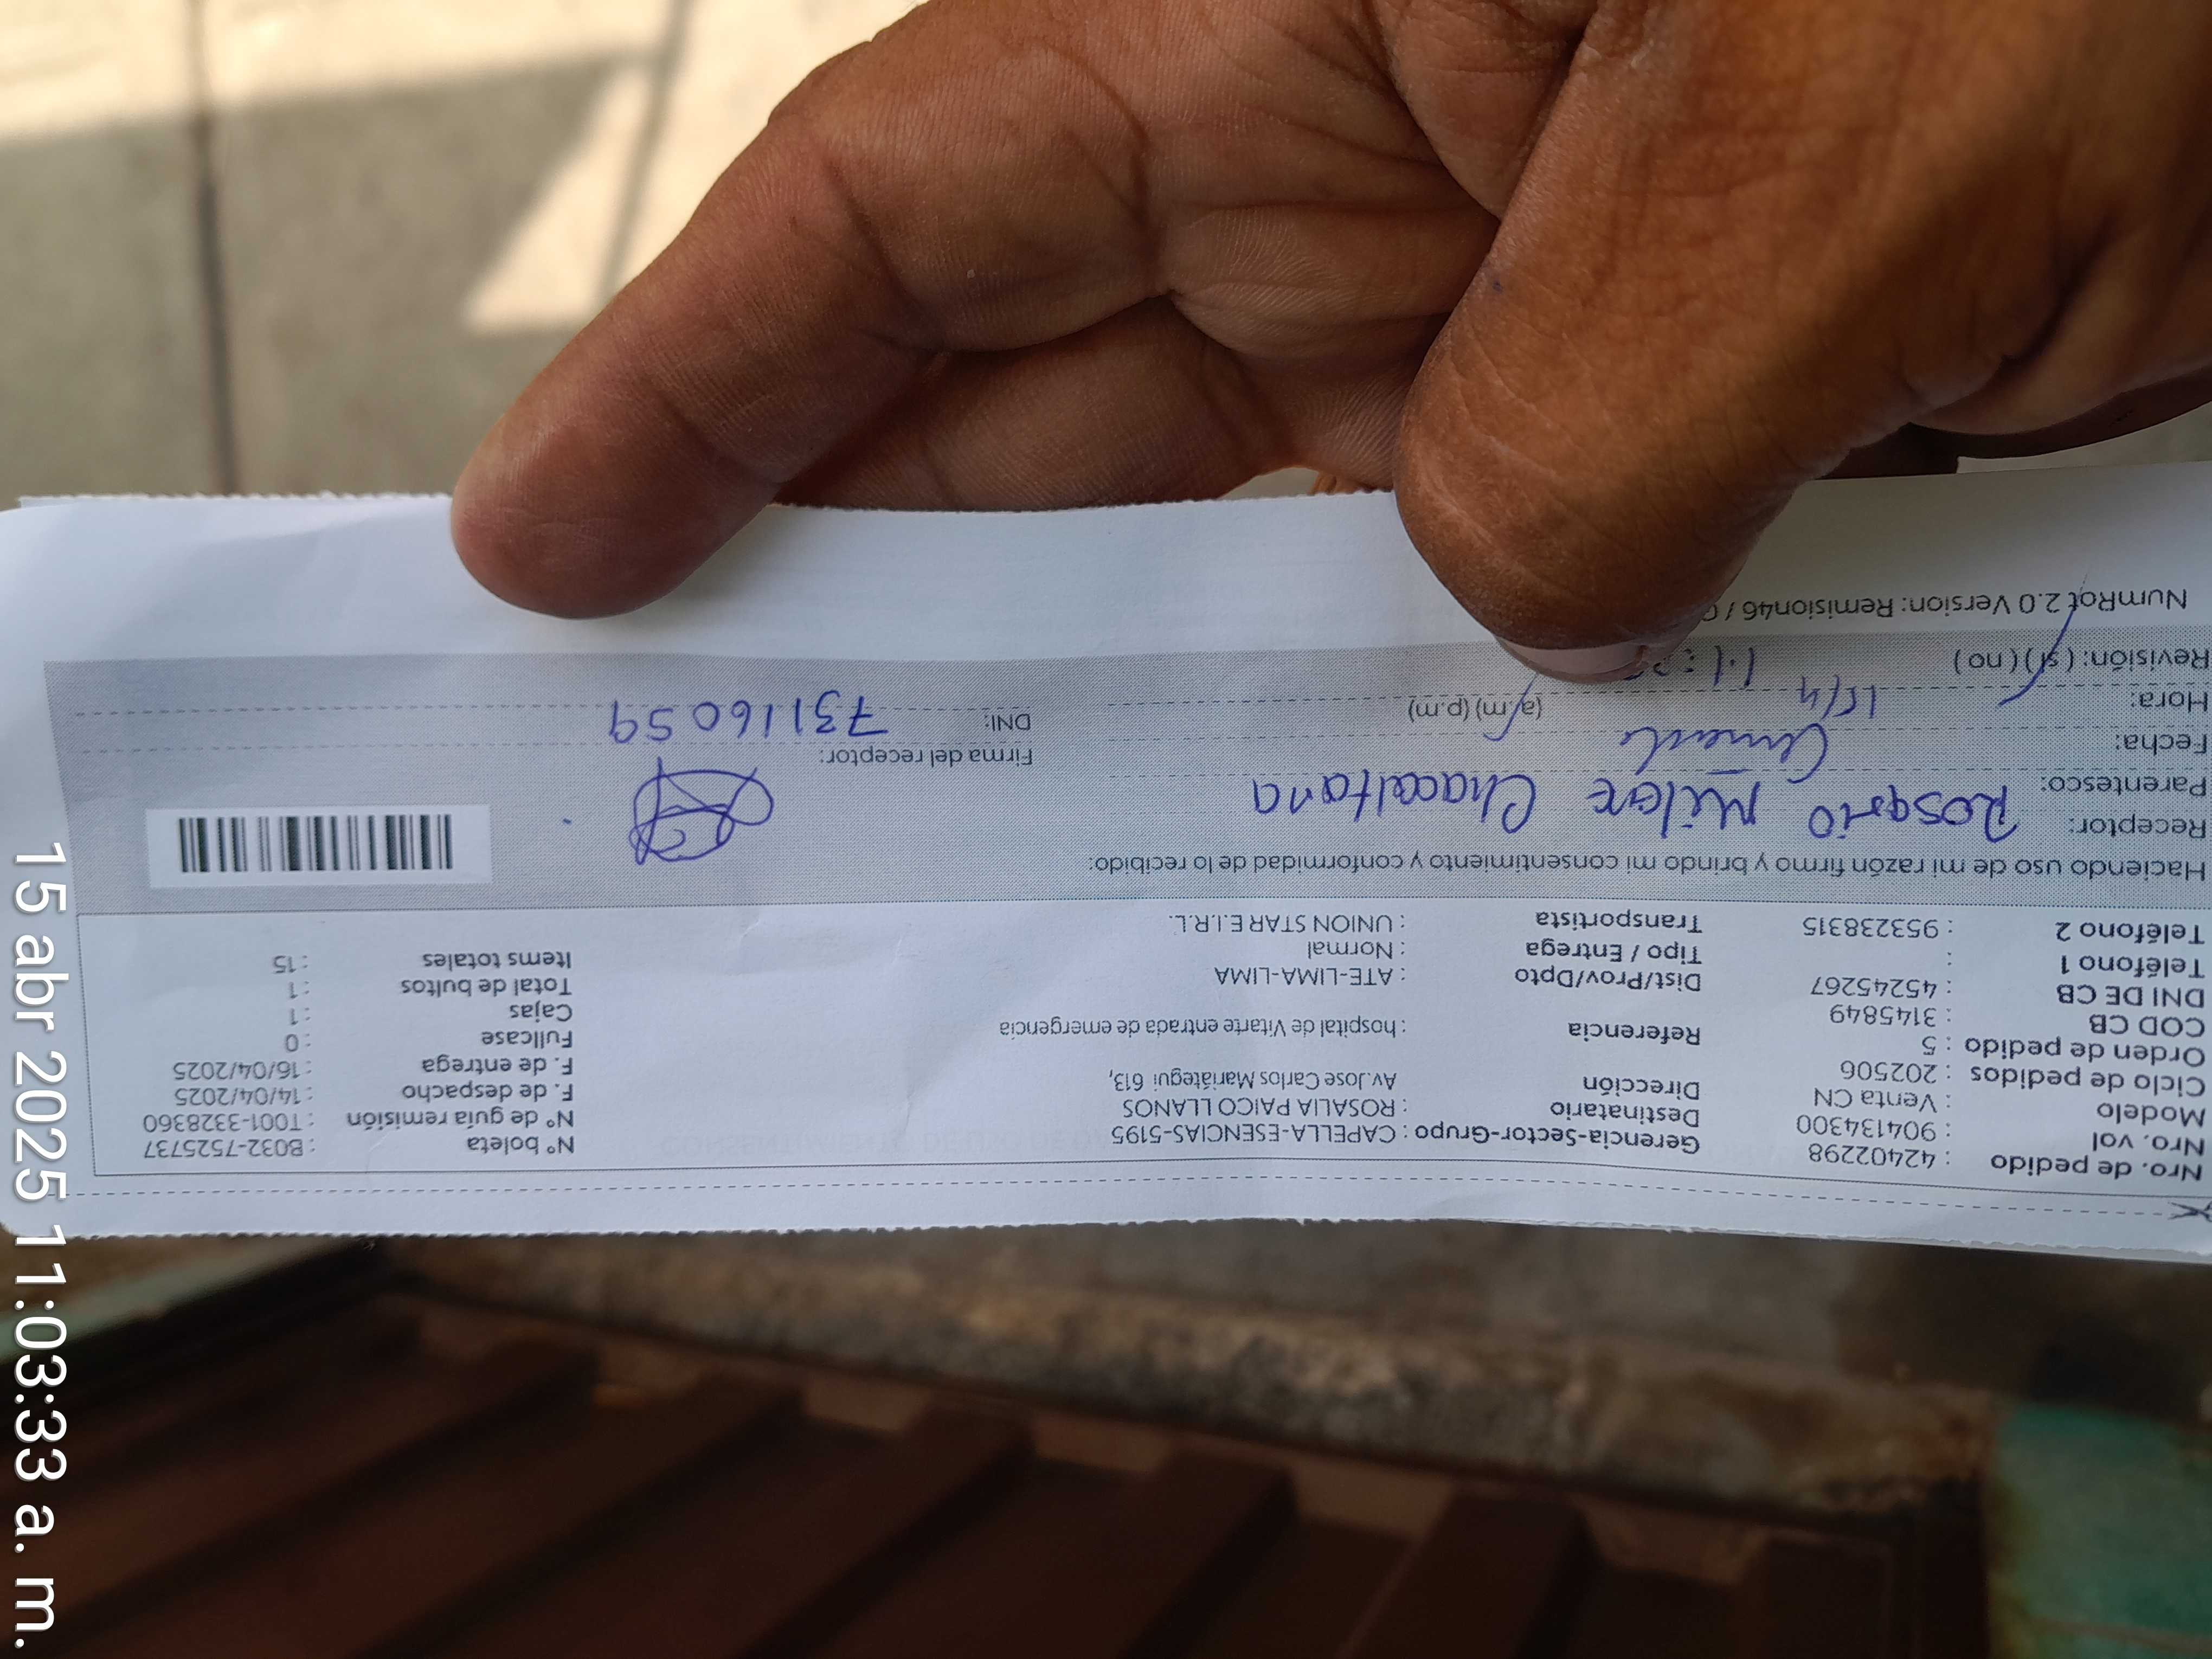 Nro. de pedido : 42402298 Gerencia-Sector-Grupo : CAPELLA-ESENCIAS-5195 N° boleta : B032-7525737
Nro. vol : 904134300 Destinatario : ROSALIA PAICO LLANOS N° de guía remisión : T001-3328360
Modelo : Venta CN Dirección Av.Jose Carlos Mariátegui 613, F. de despacho : 14/04/2025
Ciclo de pedidos : 202506 F. de entrega : 16/04/2025
Orden de pedido : 5 Referencia : hospital de Vitarte entrada de emergencia Fullcase : 0
COD CB : 3145849 Cajas : 1
DNI DE CB : 45245267 Dist/Prov/Dpto : ATE-LIMA-LIMA Total de bultos : 1
Teléfono 1 : Tipo / Entrega : Normal Items totales : 15
Teléfono 2 : 953238315 Transportista : UNION STAR E.I.R.L.
Haciendo uso de mi razón firmo y brindo mi consentimiento y conformidad de lo recibido:
Receptor: Rosario Chacaltana
Parentesco:
Firma del receptor:
Fecha: 15/4
Hora: (a.m) (p.m) DNI: 73116059
Revisión: (si) (no)
NumRot 2.0 Version: Remision46 /
15 abr 2025 11:03:33 a. m.